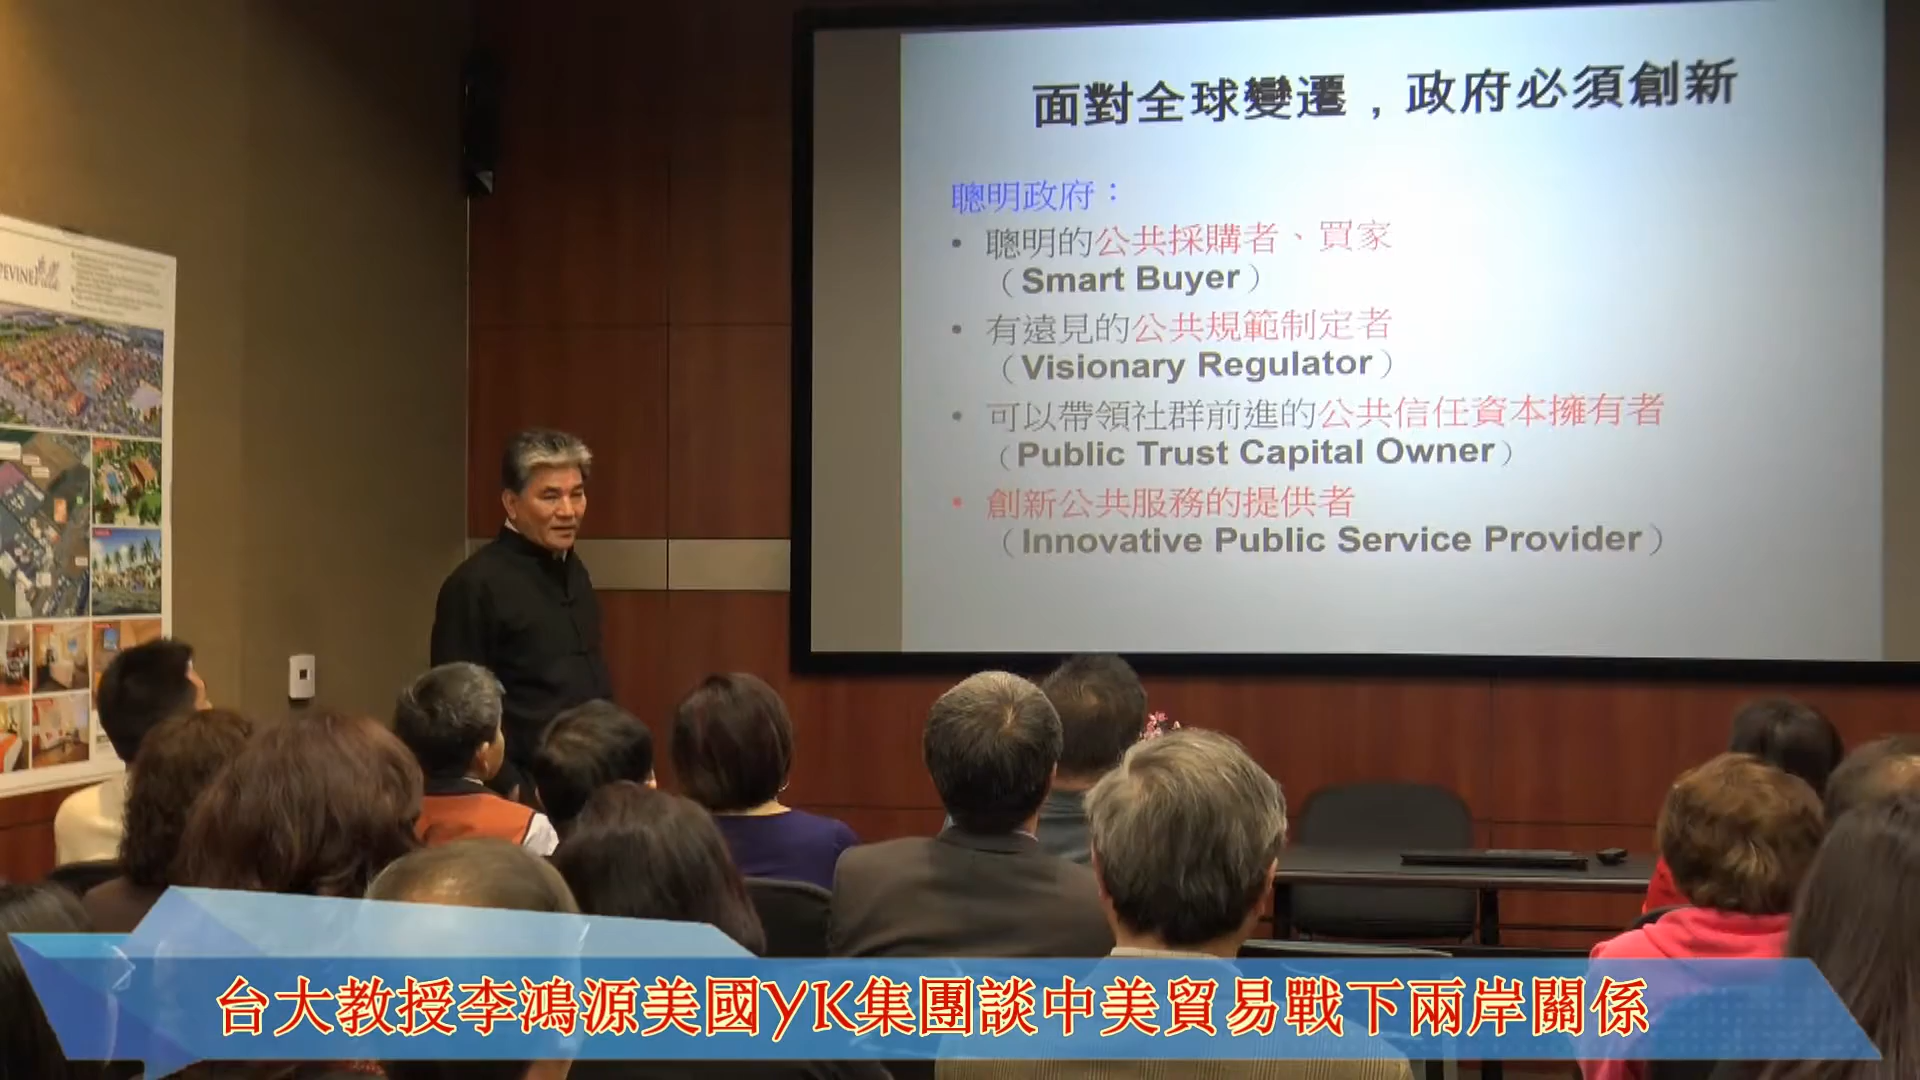 面對全球變遷，政府必須創新
聰明政府：
• 聰明的公共採購者、買家
（Smart Buyer）
• 有遠見的公共規範制定者
（Visionary Regulator）
• 可以帶領社群前進的公共信任資本擁有者
（Public Trust Capital Owner）
• 創新公共服務的提供者
（Innovative Public Service Provider）
台大教授李鴻源美國YK集團談中美貿易戰下兩岸關係